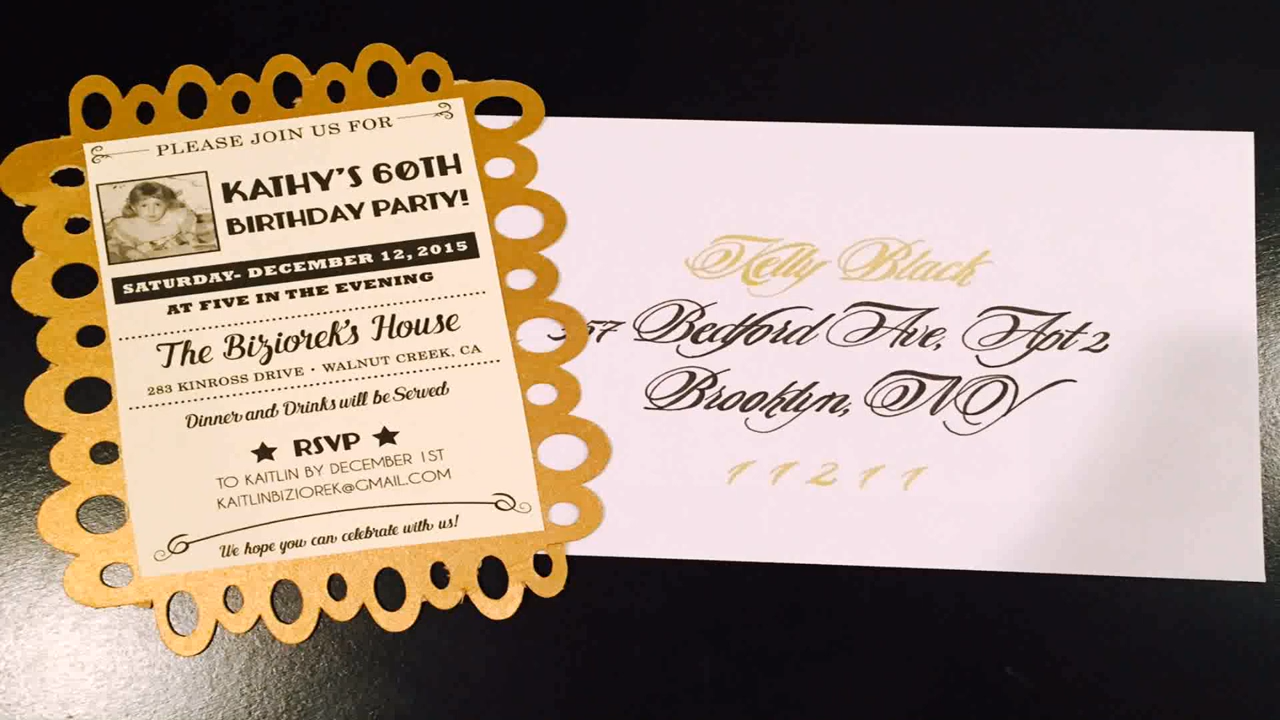 PLEASE JOIN US FOR
KATHY'S 60TH
BIRTHDAY PARTY!
SATURDAY- DECEMBER 12, 2015
AT FIVE IN THE EVENING
The Biziorek's House
283 KINROSS DRIVE • WALNUT CREEK, CA
Dinner and Drinks will be Served
★ RSVP ★
TO KAITLIN BY DECEMBER 1ST
KAITLINBIZIOREK@GMAIL.COM
We hope you can celebrate with us!
Kelly Black
Bedford Ave, Apt 2
Brooklyn, NY
11211